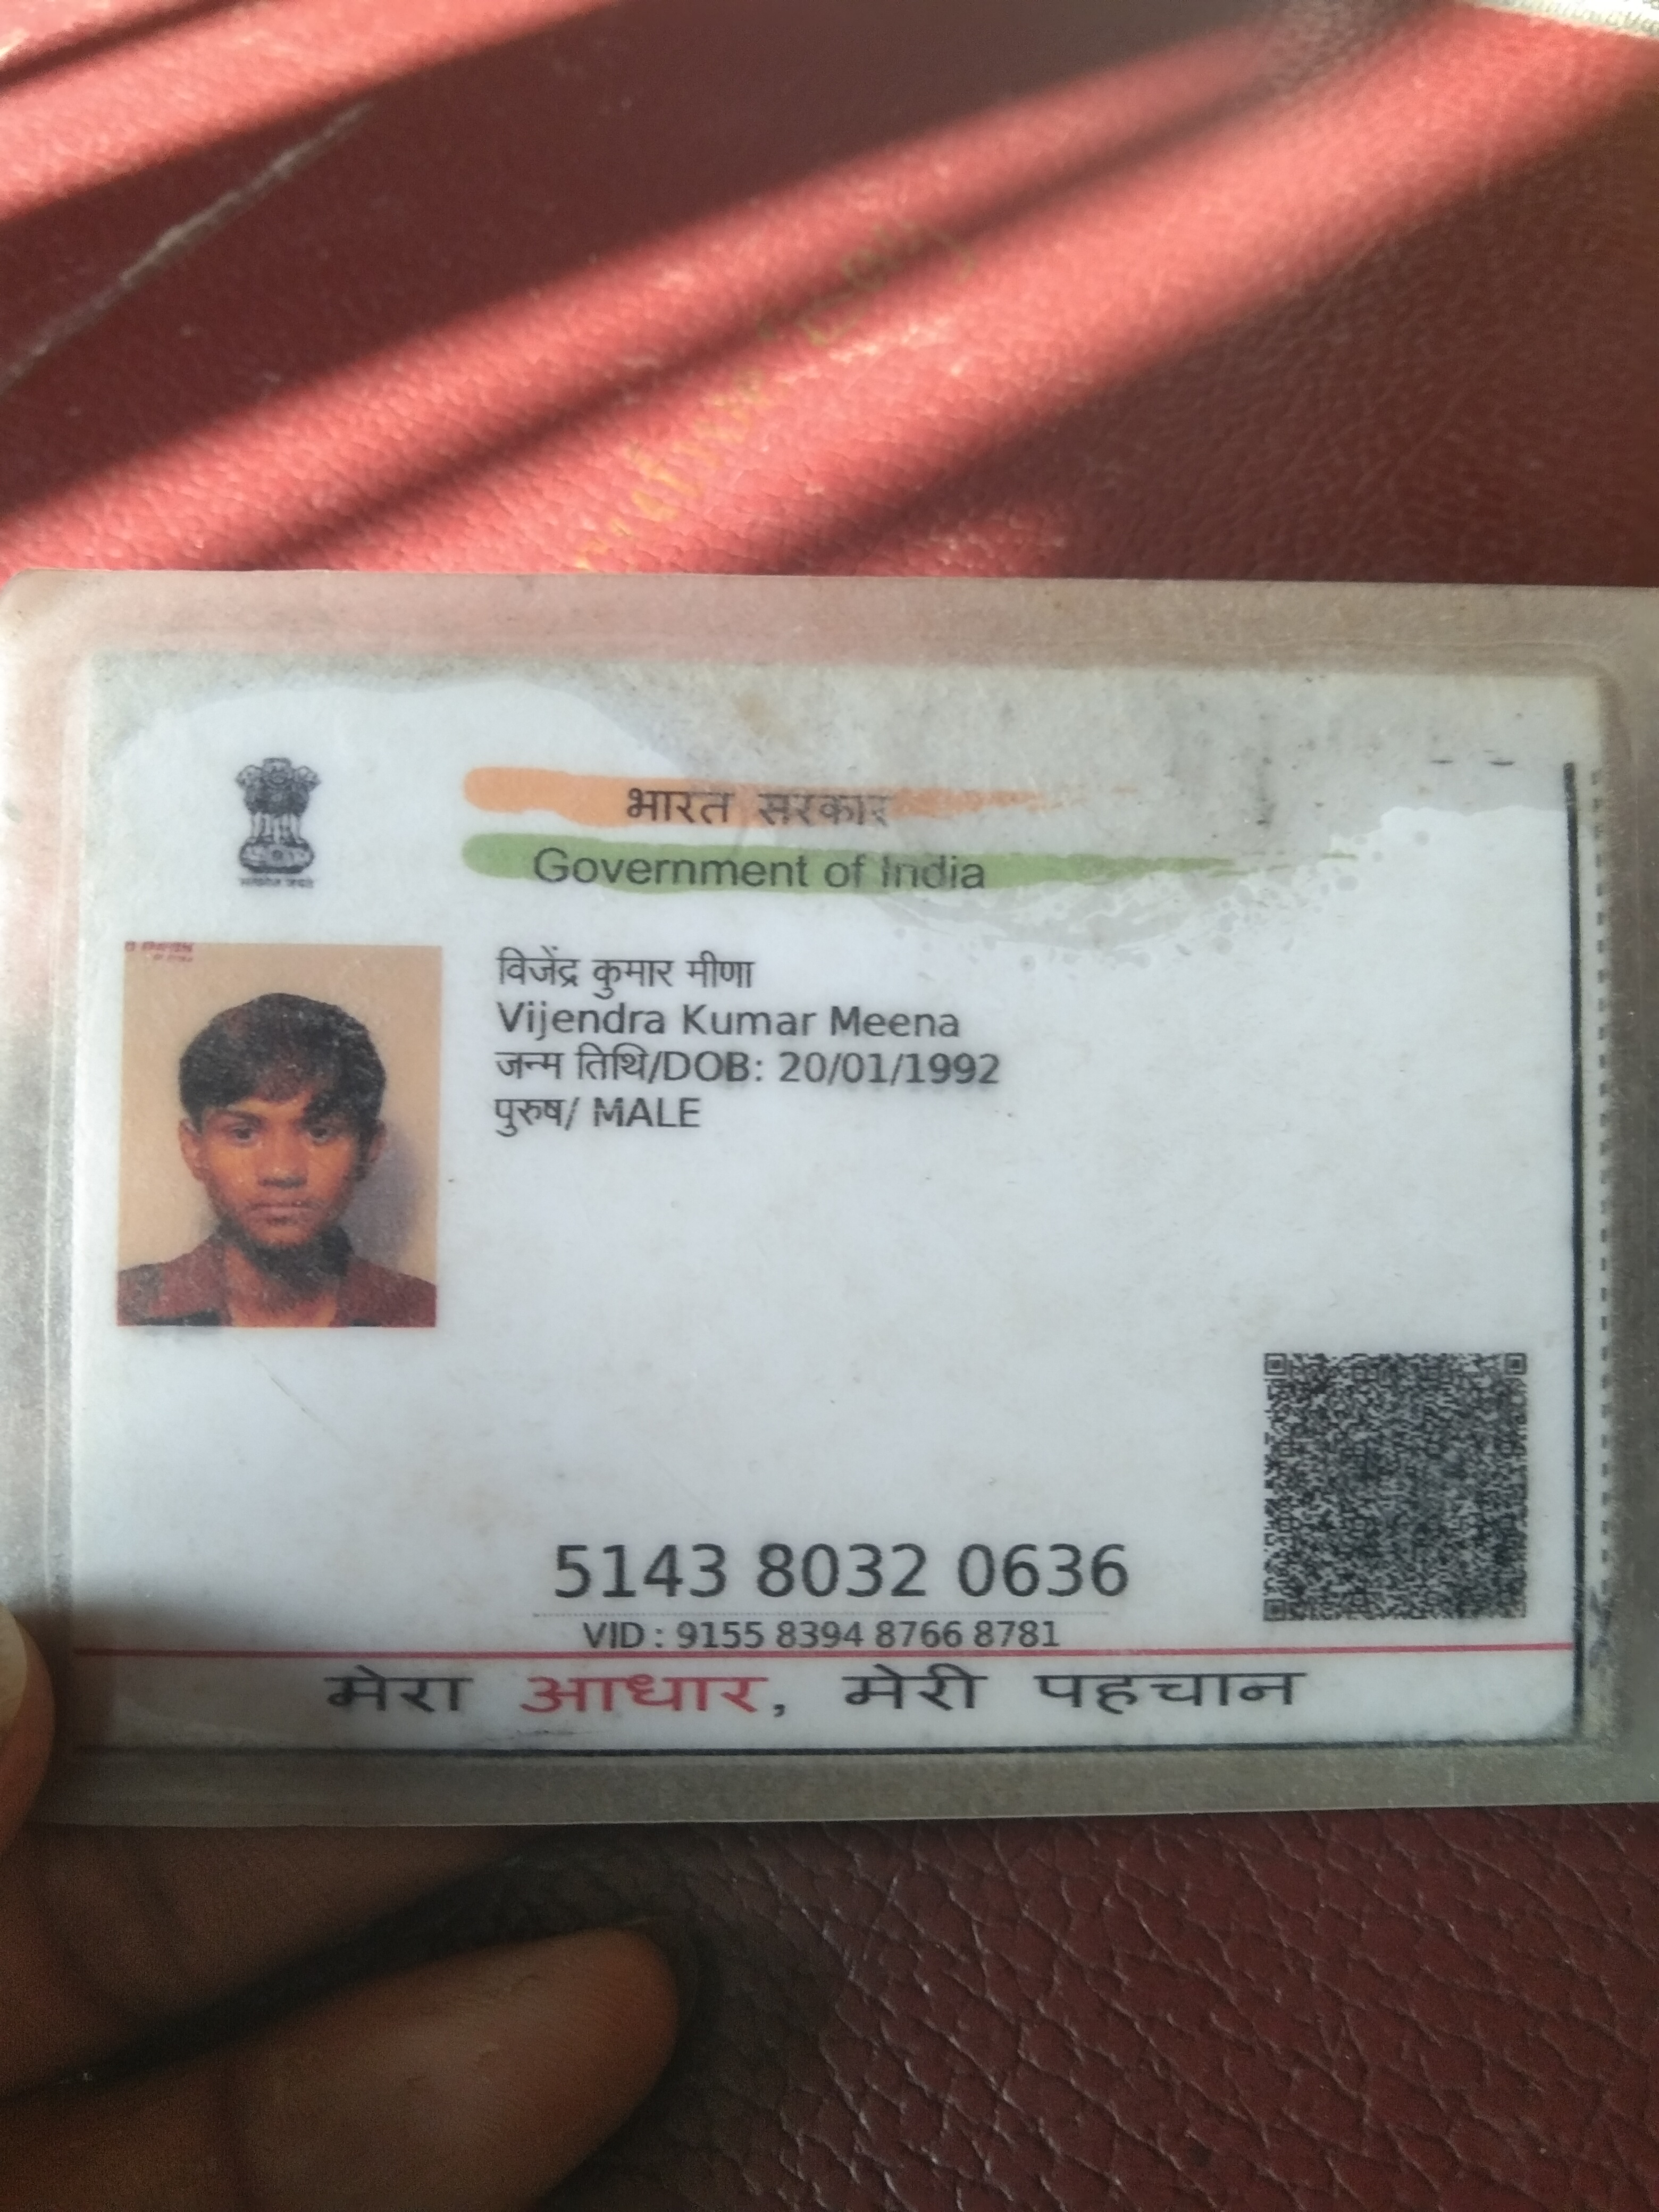 भारत सरकार
Government of India
विजेंद्र कुमार मीणा
Vijendra Kumar Meena
जन्म तिथि/DOB: 20/01/1992
पुरुष/ MALE
5143 8032 0636
VID : 9155 8394 8766 8781
मेरा आधार, मेरी पहचान